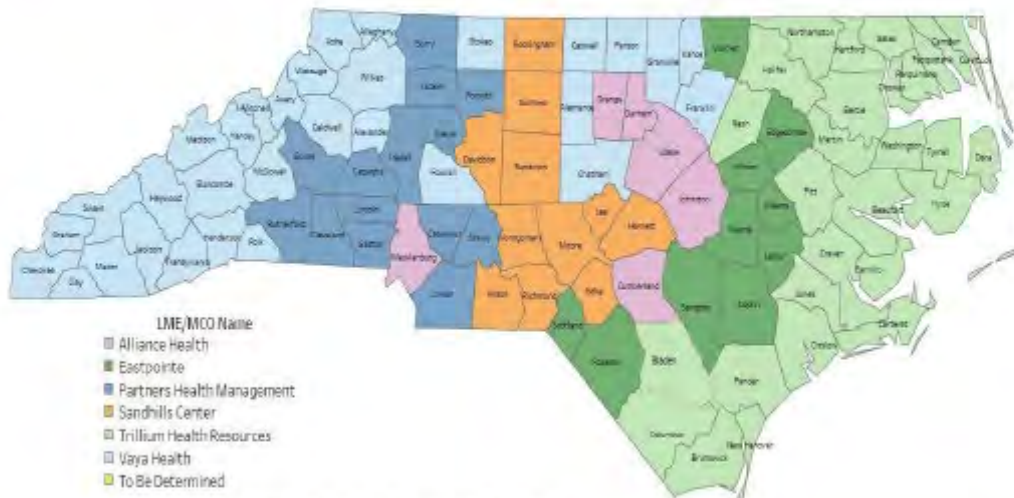 Ashe
Alleghany
Surry
Stokes
Rockingham
Caswell
Person
Granville
Vance
Warren
Northampton
Hertford
Gates
Camden
Pasquotank
Currituck
Perquimans
Chowan
Watauga
Wilkes
Yadkin
Forsyth
Guilford
Alamance
Orange
Durham
Franklin
Halifax
Bertie
Mitchell
Avery
Caldwell
Alexander
Iredell
Davie
Davidson
Randolph
Chatham
Wake
Nash
Edgecombe
Martin
Washington
Tyrrell
Dare
Madison
Yancey
Burke
McDowell
Catawba
Rowan
Johnston
Wilson
Pitt
Beaufort
Hyde
Buncombe
Haywood
Swain
Graham
Cherokee
Clay
Macon
Jackson
Transylvania
Henderson
Polk
Rutherford
Cleveland
Lincoln
Gaston
Mecklenburg
Cabarrus
Stanly
Montgomery
Moore
Lee
Harnett
Wayne
Greene
Lenoir
Craven
Pamlico
Jones
Carteret
Onslow
Union
Anson
Richmond
Hoke
Cumberland
Sampson
Duplin
Scotland
Robeson
Bladen
Pender
Columbus
Brunswick
New Hanover
LME/MCO Name
Alliance Health
Eastpointe
Partners Health Management
Sandhills Center
Trillium Health Resources
Vaya Health
To Be Determined